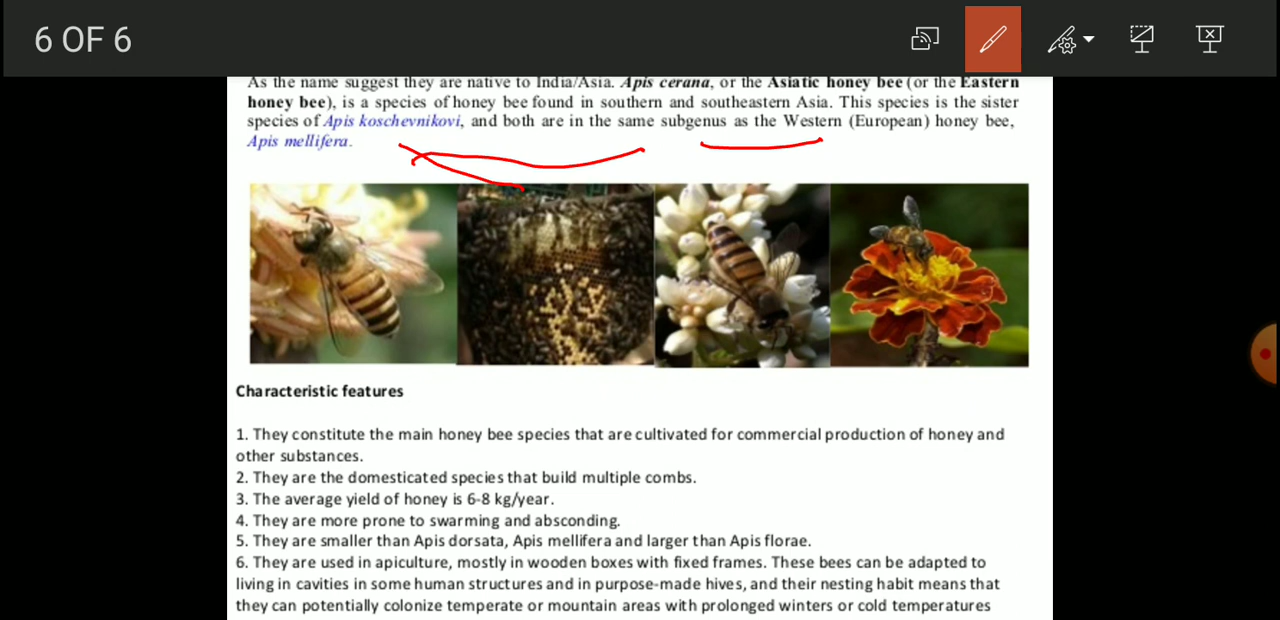 6 OF 6
As the name suggest they are native to India/Asia. Apis cerana, or the Asiatic honey bee (or the Eastern
honey bee), is a species of honey bee found in southern and southeastern Asia. This species is the sister
species of Apis koschevnikovi, and both are in the same subgenus as the Western (European) honey bee,
Apis mellifera.
Characteristic features
1. They constitute the main honey bee species that are cultivated for commercial production of honey and
other substances.
2. They are the domesticated species that build multiple combs.
3. The average yield of honey is 6-8 kg/year.
4. They are more prone to swarming and absconding.
5. They are smaller than Apis dorsata, Apis mellifera and larger than Apis florae.
6. They are used in apiculture, mostly in wooden boxes with fixed frames. These bees can be adapted to
living in cavities in some human structures and in purpose-made hives, and their nesting habit means that
they can potentially colonize temperate or mountain areas with prolonged winters or cold temperatures